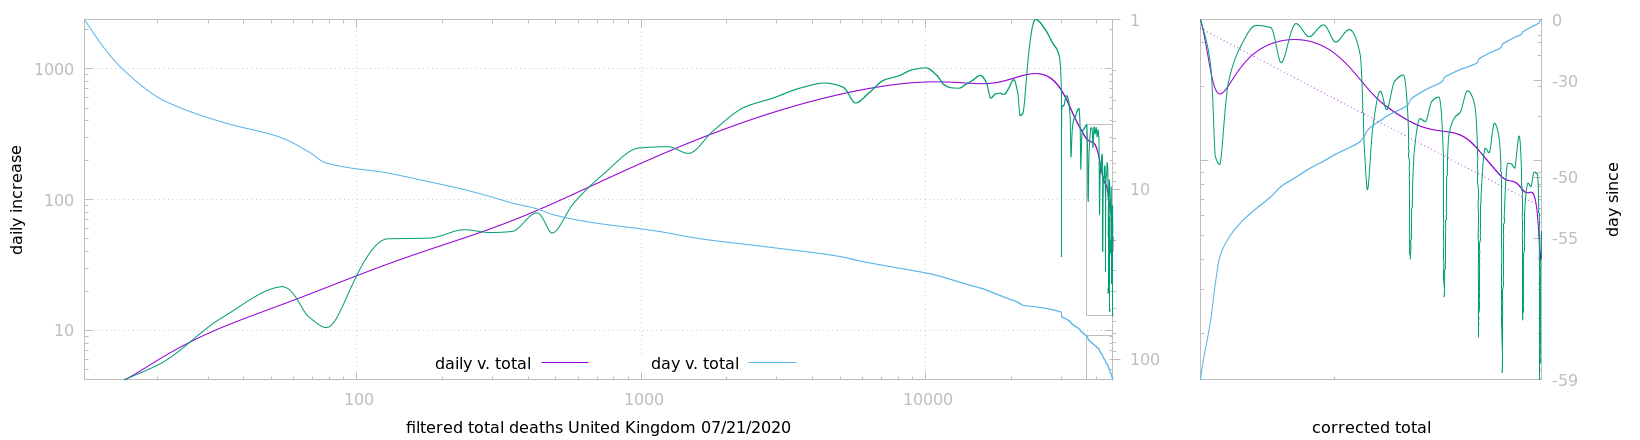 1000
100
10
daily increase
1
10
100
daily v. total
day v. total
100
1000
10000
filtered total deaths United Kingdom 07/21/2020
0
-30
-50
-55
-59
day since
corrected total